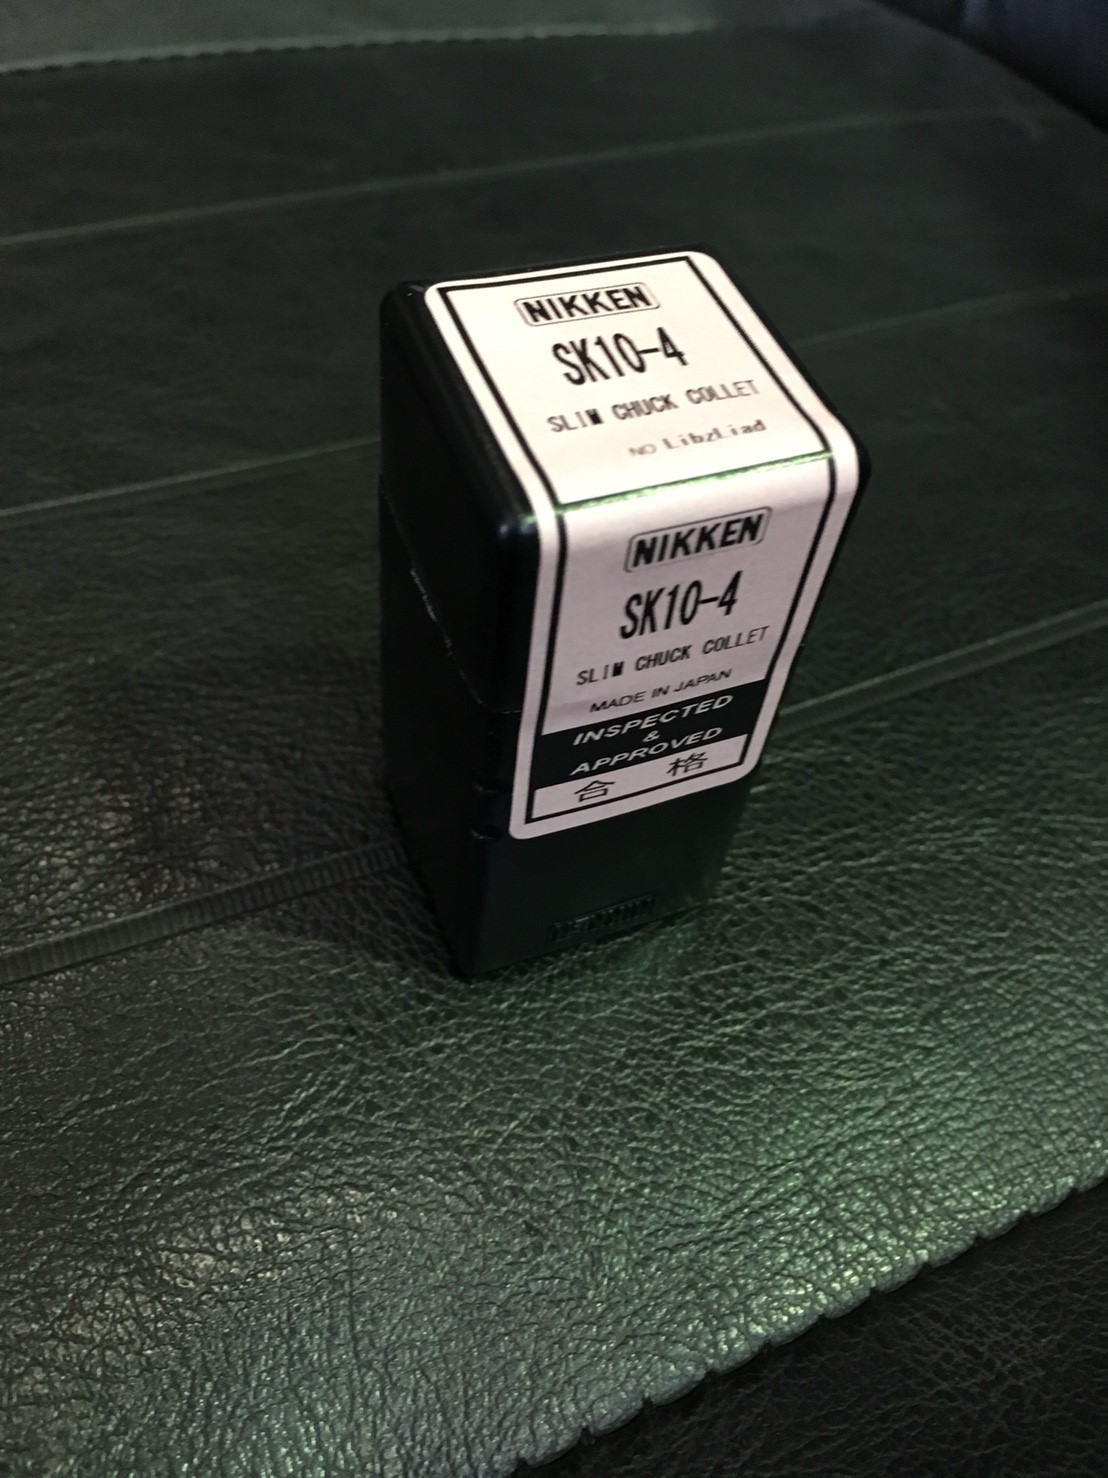 NIKKEN
SK10-4
SLIM CHUCK COLLET
NO
NIKKEN
SK10-4
SLIM CHUCK COLLET
MADE IN JAPAN
INSPECTED
&
APPROVED
合格